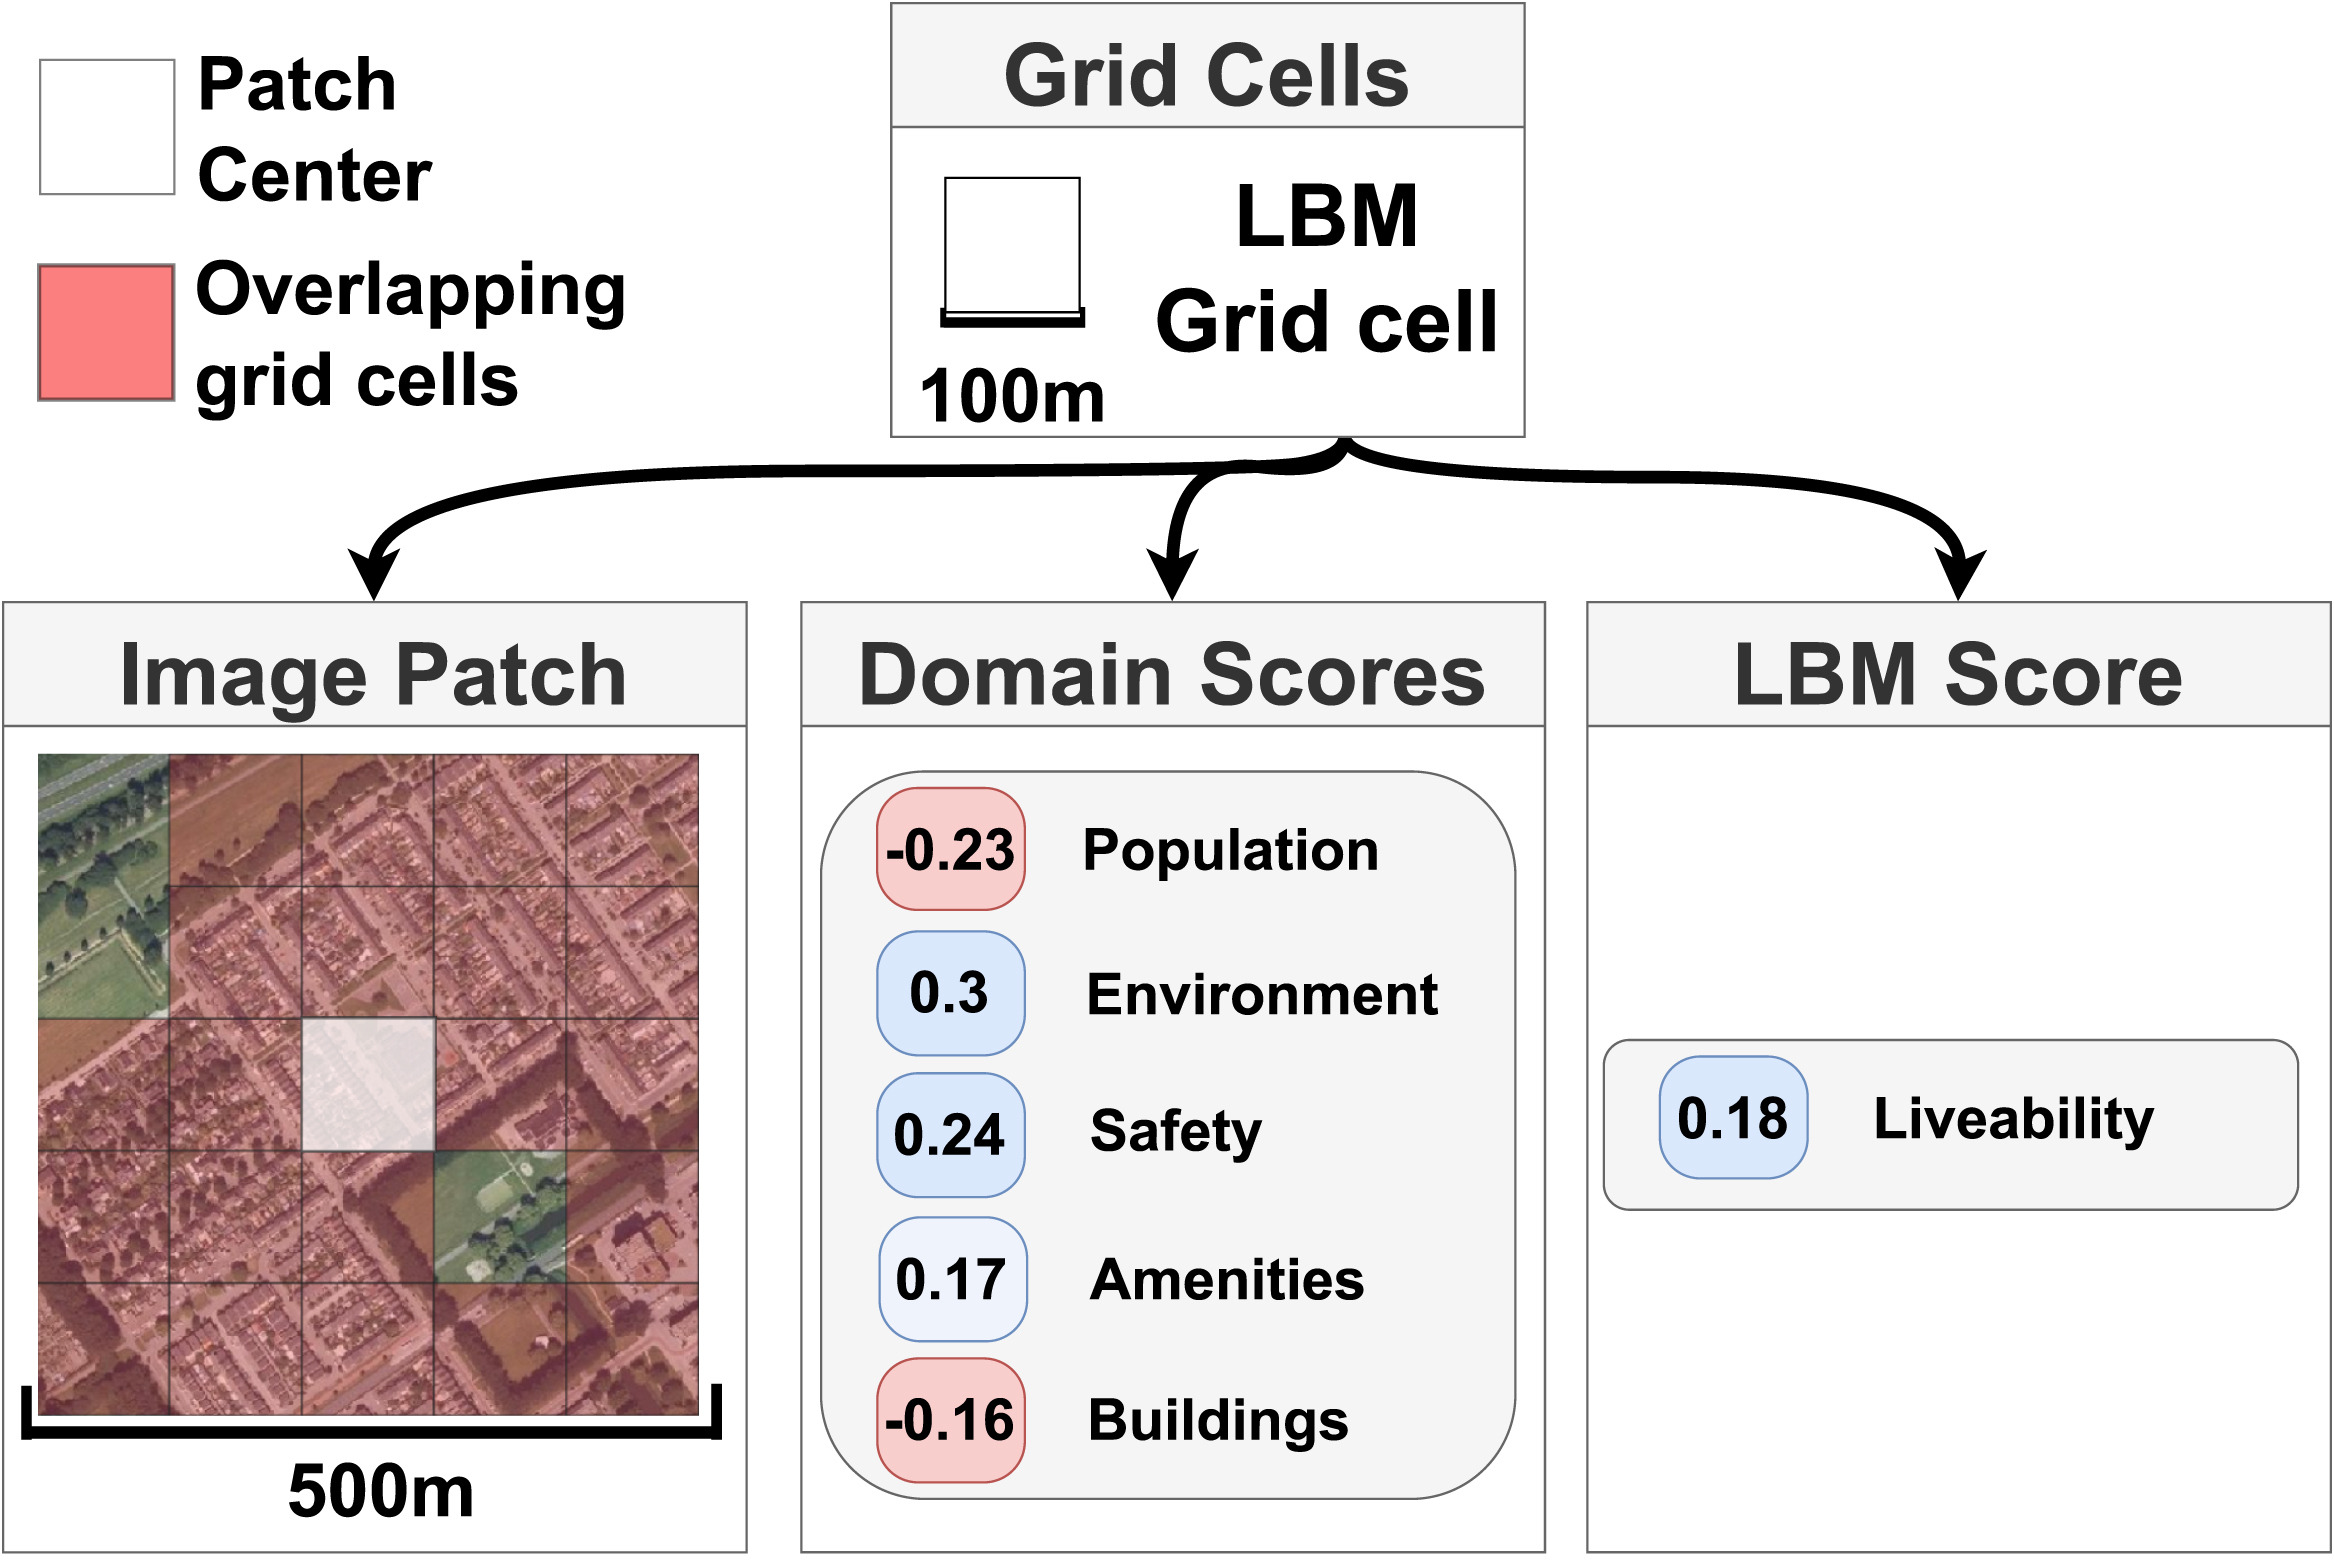 Patch
Center
Overlapping
grid cells
Grid Cells
LBM
Grid cell
100m
Image Patch
500m
Domain Scores
-0.23 Population
0.3 Environment
0.24 Safety
0.17 Amenities
-0.16 Buildings
LBM Score
0.18 Liveability